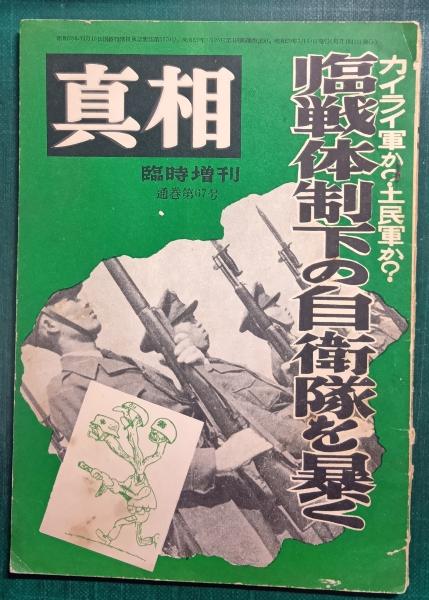 真相
臨時増刊
通巻第67号
カイライ軍か?土民軍か?
臨戦体制下の自衛隊を暴く